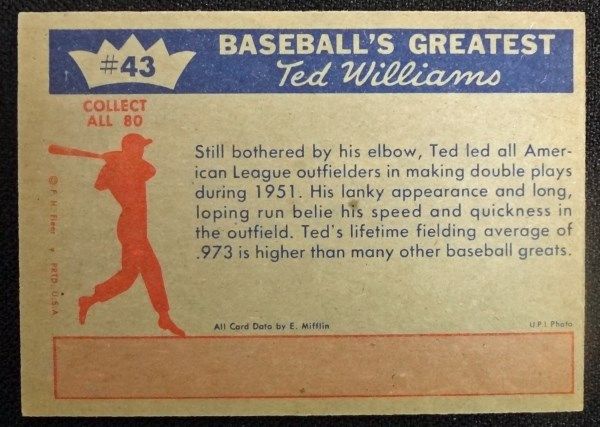 #43
BASEBALL'S GREATEST
Ted Williams
COLLECT
ALL 80
Still bothered by his elbow, Ted led all Amer-
ican League outfielders in making double plays
during 1951. His lanky appearance and long,
loping run belie his speed and quickness in
the outfield. Ted's lifetime fielding average of
.973 is higher than many other baseball greats.
© F. H. Fleer • PRTD. U.S.A.
All Card Data by E. Mifflin
U.P.I. Photo